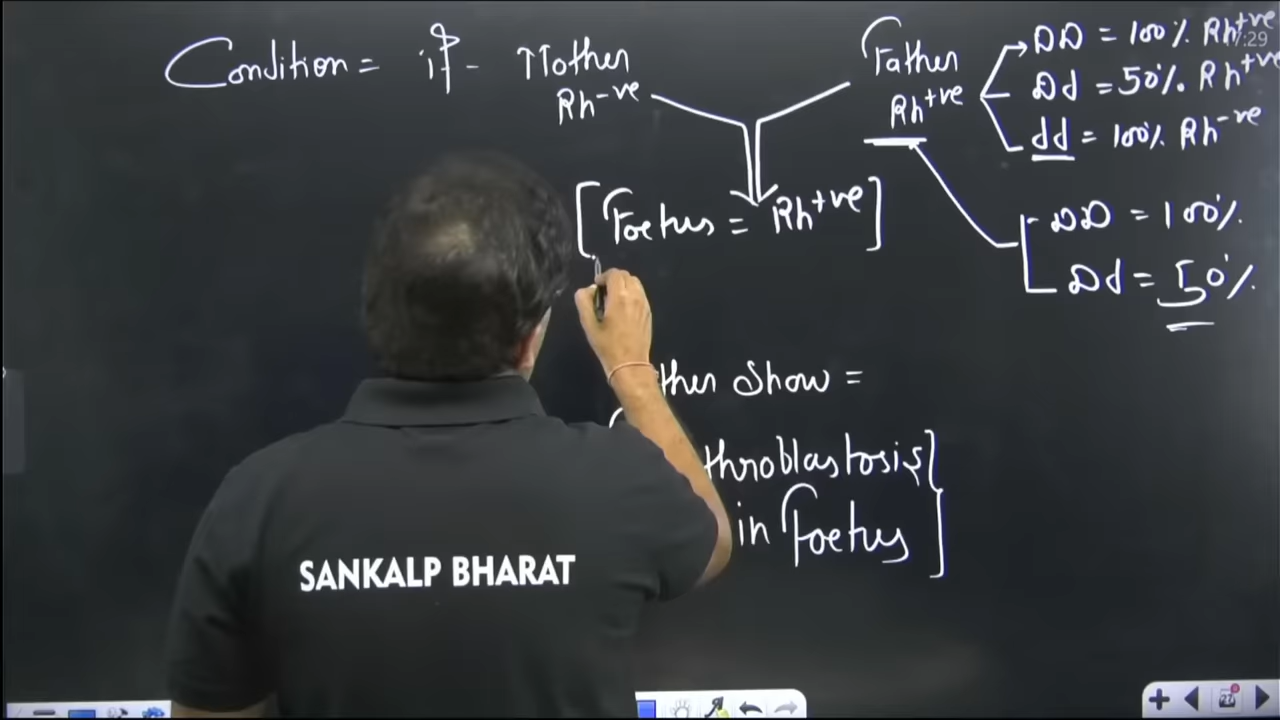 Condition = if - Mother
Rh-ve
Father
Rh+ve
DD = 100% Rh+ve
Dd = 50% Rh+ve
dd = 100% Rh-ve
[Foetus = Rh+ve]
DD = 100%
Dd = 50%
then Show =
throblastosis
in Foetus
SANKALP BHARAT